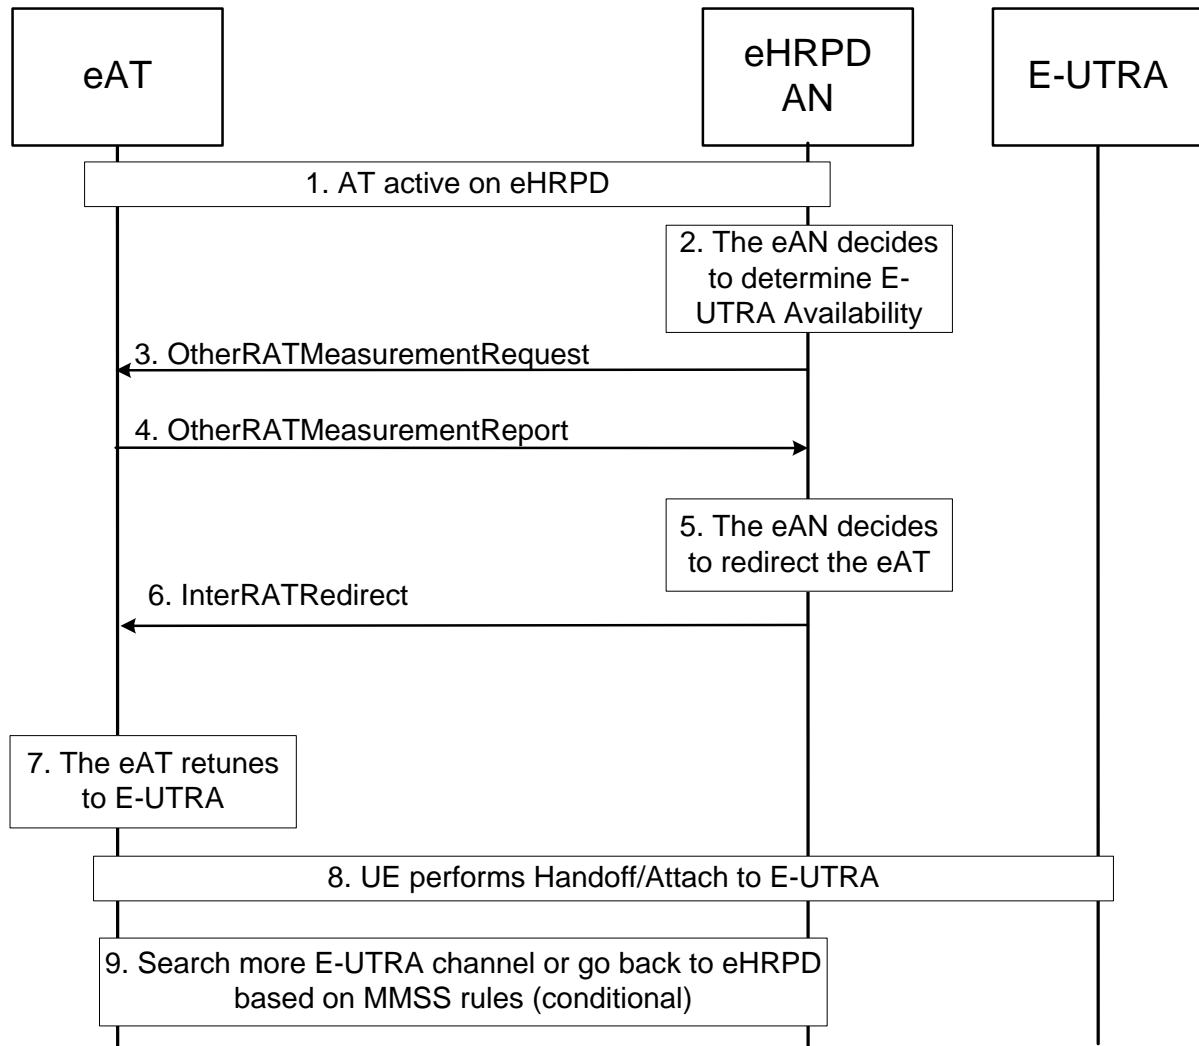 eAT
eHRPD
AN
E-UTRA
1. AT active on eHRPD
2. The eAN decides
to determine E-
UTRA Availability
3. OtherRATMeasurementRequest
4. OtherRATMeasurementReport
5. The eAN decides
to redirect the eAT
6. InterRATRedirect
7. The eAT retunes
to E-UTRA
8. UE performs Handoff/Attach to E-UTRA
9. Search more E-UTRA channel or go back to eHRPD
based on MMSS rules (conditional)